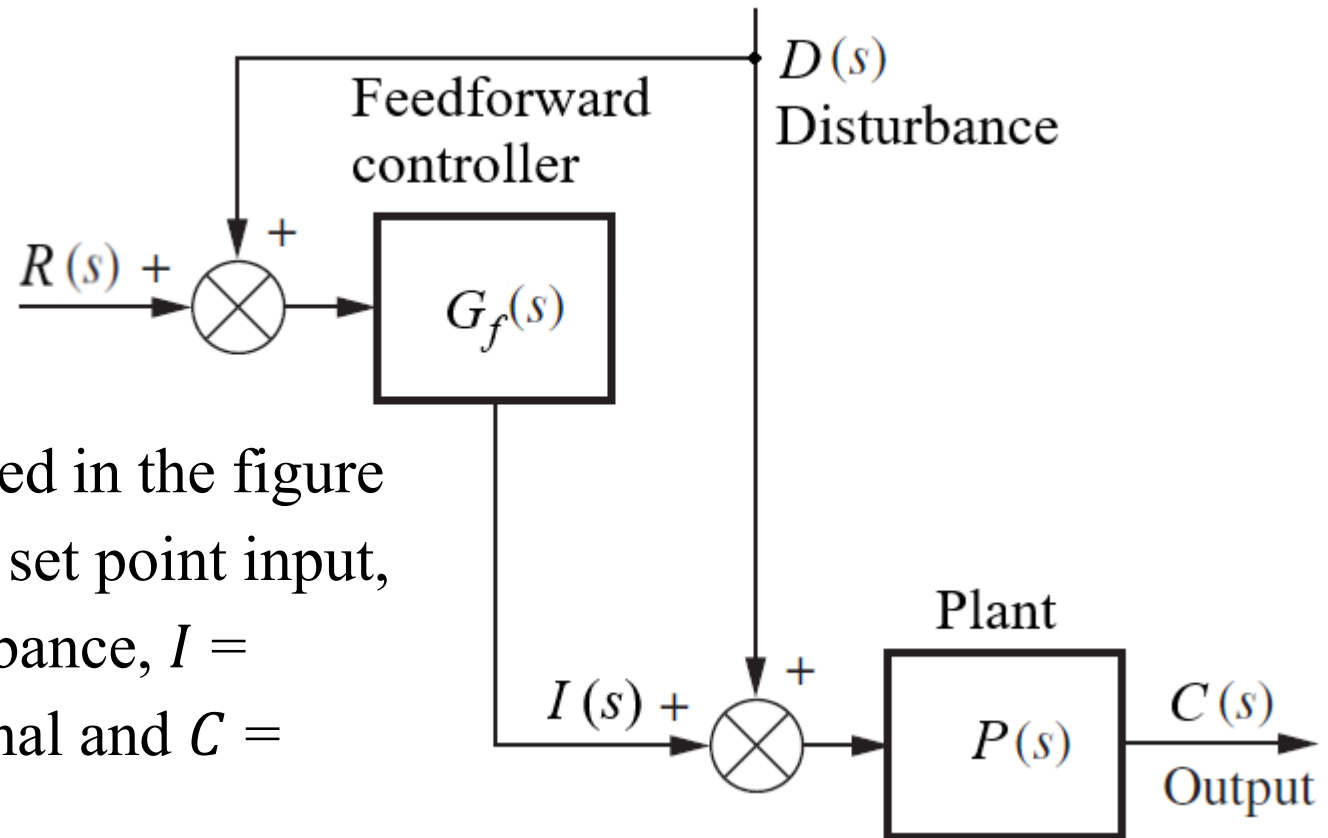 D(s)
Disturbance
Feedforward
controller
+
R(s) +
G_f(s)
ed in the figure
set point input,
bance, I =
nal and C =
Plant
+
I(s) +
P(s)
C(s)
Output